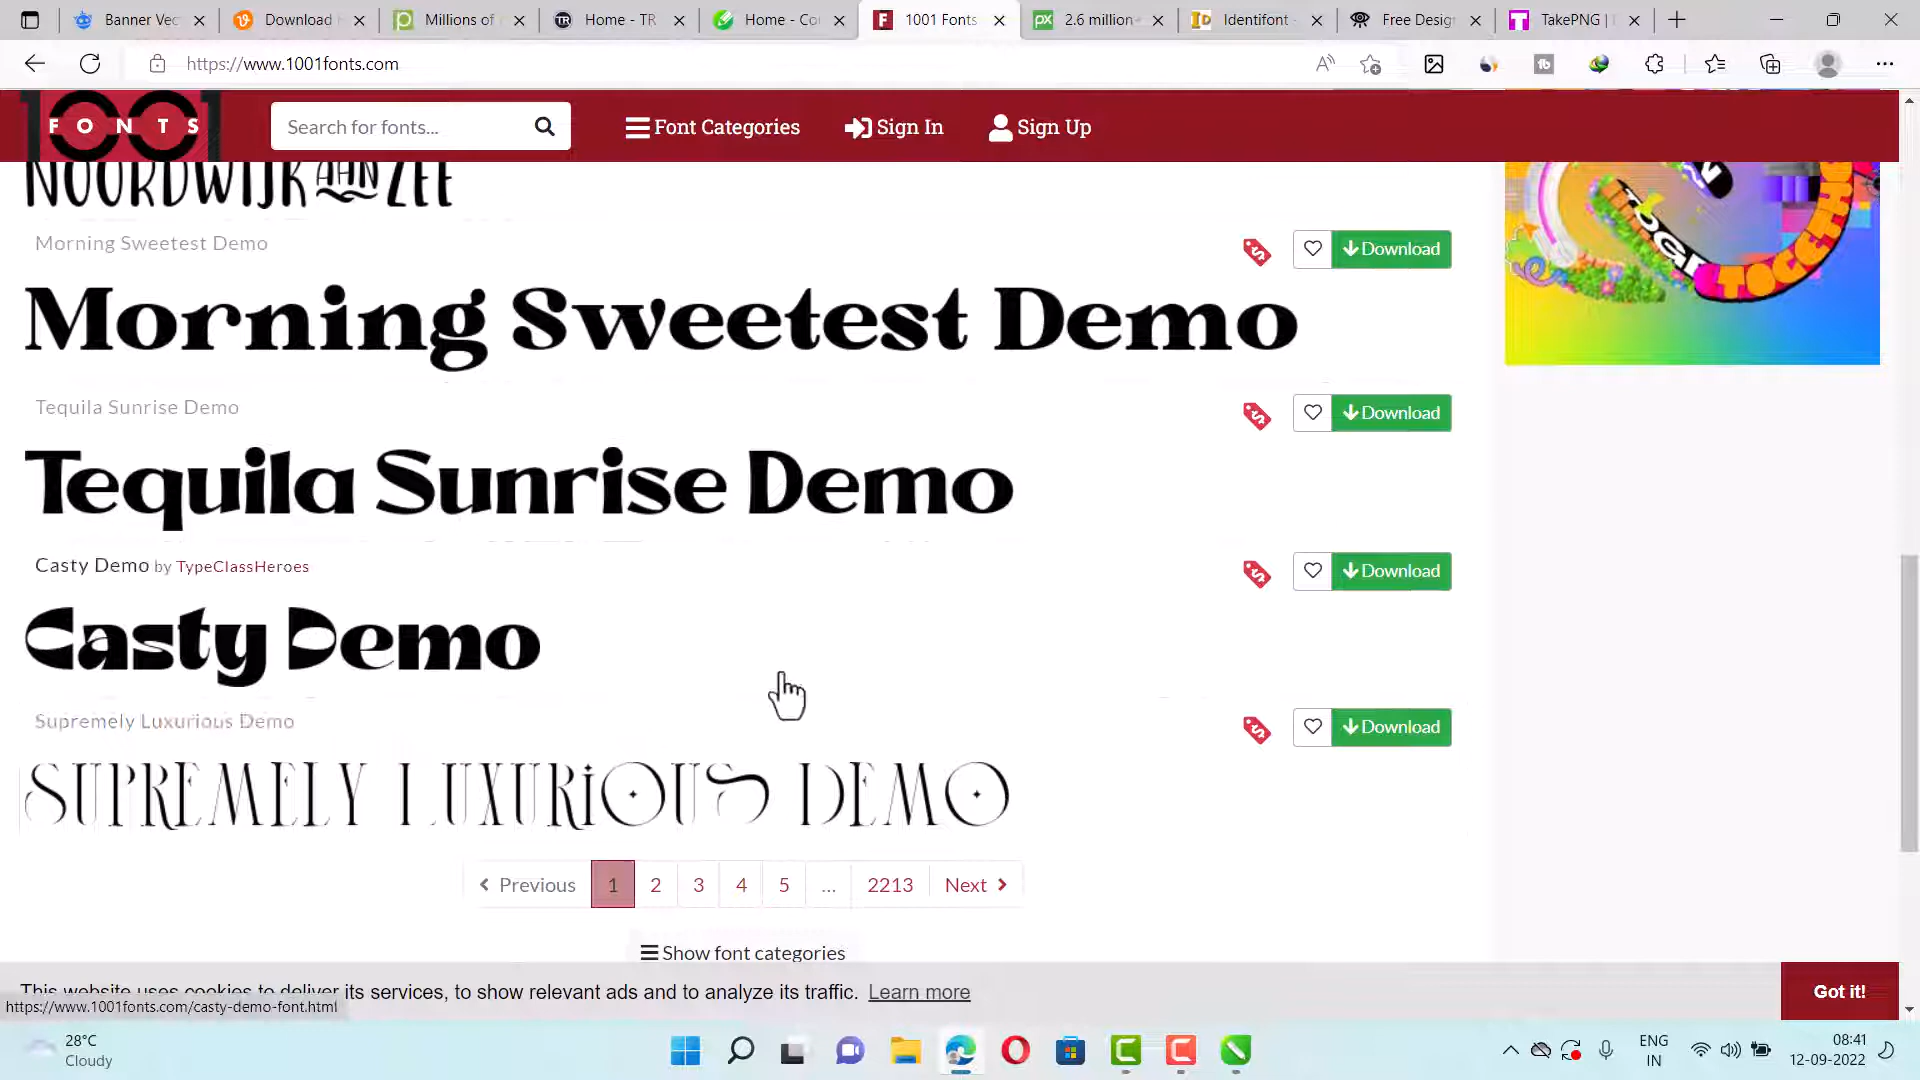 Banner Vec
Download
Millions of
Home - TR
Home - Co
1001 Fonts
2.6 million
Identifont
Free Desig
TakePNG |
https://www.1001fonts.com
FONTS
Search for fonts...
Font Categories
Sign In
Sign Up
NOORDWIJK AAN ZEE
Morning Sweetest Demo
Download
Morning Sweetest Demo
Tequila Sunrise Demo
Download
Tequila Sunrise Demo
Casty Demo by TypeClassHeroes
Download
Casty Demo
Supremely Luxurious Demo
Download
SUPREMELY LUXURiOUS DEMO
TOGETHE
Previous 1 2 3 4 5 ... 2213 Next
Show font categories
This website uses cookies to deliver its services, to show relevant ads and to analyze its traffic. Learn more
Got it!
https://www.1001fonts.com/casty-demo-font.html
28°C
Cloudy
ENG
IN
08:41
12-09-2022